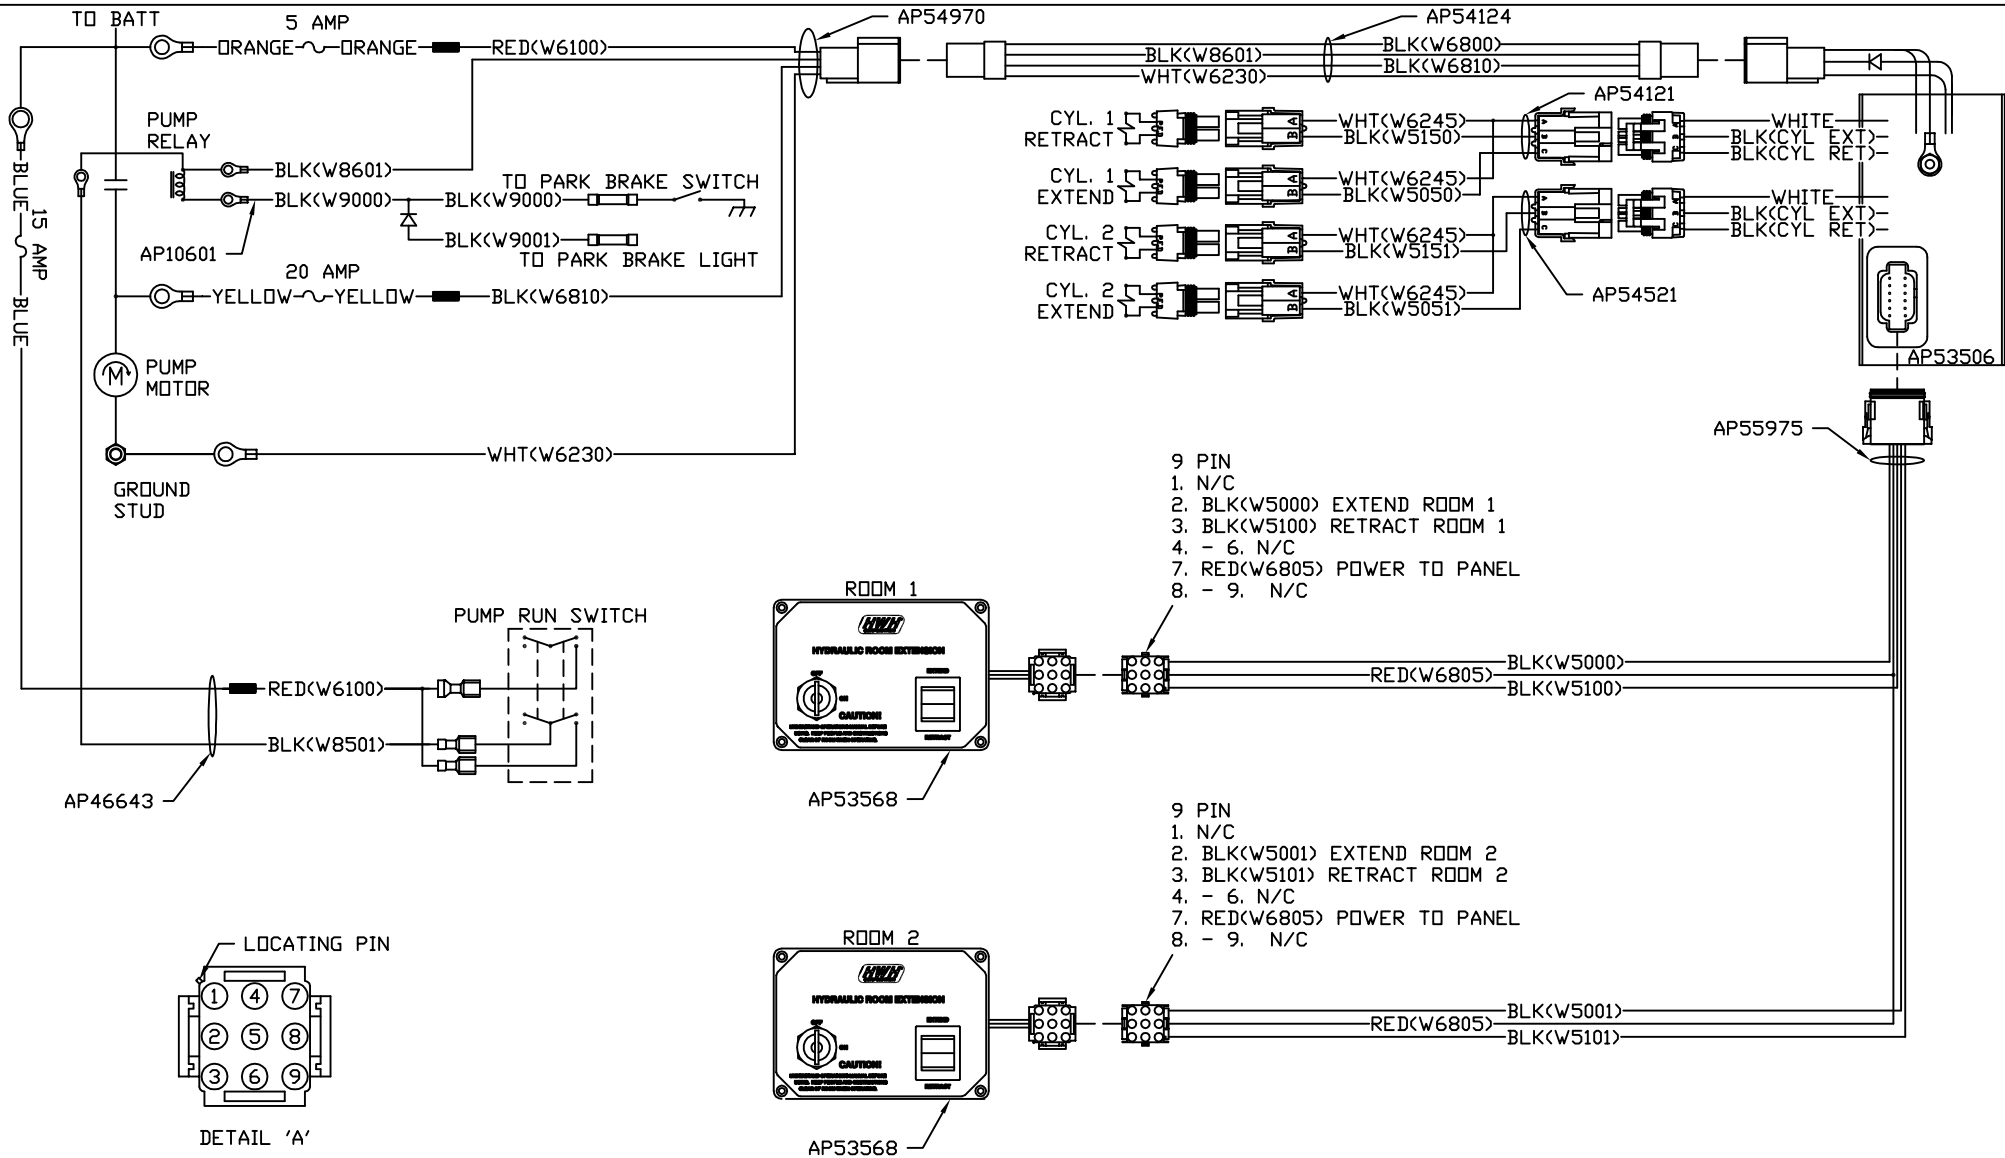 TO BATT
5 AMP
ORANGE
ORANGE
RED(W6100)
AP54970
AP54124
BLK(W6800)
BLK(W8601)
BLK(W6810)
WHT(W6230)
AP54121
PUMP
RELAY
BLK(W8601)
BLK(W9000)
TO PARK BRAKE SWITCH
BLK(W9000)
BLK(W9001)
TO PARK BRAKE LIGHT
AP10601
BLUE
15 AMP
BLUE
20 AMP
YELLOW
YELLOW
BLK(W6810)
CYL. 1
RETRACT
A
B
WHT(W6245)
BLK(W5150)
CYL. 1
EXTEND
A
B
WHT(W6245)
BLK(W5050)
CYL. 2
RETRACT
A
B
WHT(W6245)
BLK(W5151)
CYL. 2
EXTEND
A
B
WHT(W6245)
BLK(W5051)
A
B
C
WHITE
BLK(CYL EXT)
BLK(CYL RET)
A
B
C
WHITE
BLK(CYL EXT)
BLK(CYL RET)
AP54521
AP53506
M
PUMP
MOTOR
WHT(W6230)
GROUND
STUD
AP55975
9 PIN
1. N/C
2. BLK(W5000) EXTEND ROOM 1
3. BLK(W5100) RETRACT ROOM 1
4. - 6. N/C
7. RED(W6805) POWER TO PANEL
8. - 9. N/C
PUMP RUN SWITCH
RED(W6100)
BLK(W8501)
AP46643
ROOM 1
HWH
HYDRAULIC ROOM EXTENSION
OFF
ON
CAUTION!
EXTEND
RETRACT
AP53568
BLK(W5000)
RED(W6805)
BLK(W5100)
9 PIN
1. N/C
2. BLK(W5001) EXTEND ROOM 2
3. BLK(W5101) RETRACT ROOM 2
4. - 6. N/C
7. RED(W6805) POWER TO PANEL
8. - 9. N/C
ROOM 2
HWH
HYDRAULIC ROOM EXTENSION
OFF
ON
CAUTION!
EXTEND
RETRACT
AP53568
BLK(W5001)
RED(W6805)
BLK(W5101)
LOCATING PIN
1 4 7
2 5 8
3 6 9
DETAIL 'A'